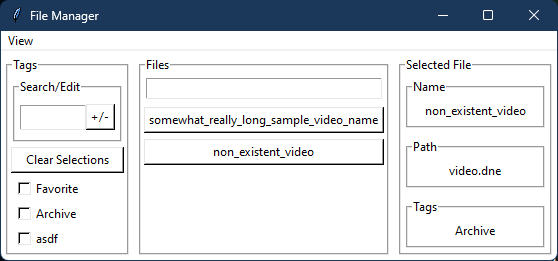 File Manager
View
Tags
Search/Edit
+/-
Clear Selections
Favorite
Archive
asdf
Files
somewhat_really_long_sample_video_name
non_existent_video
Selected File
Name
non_existent_video
Path
video.dne
Tags
Archive